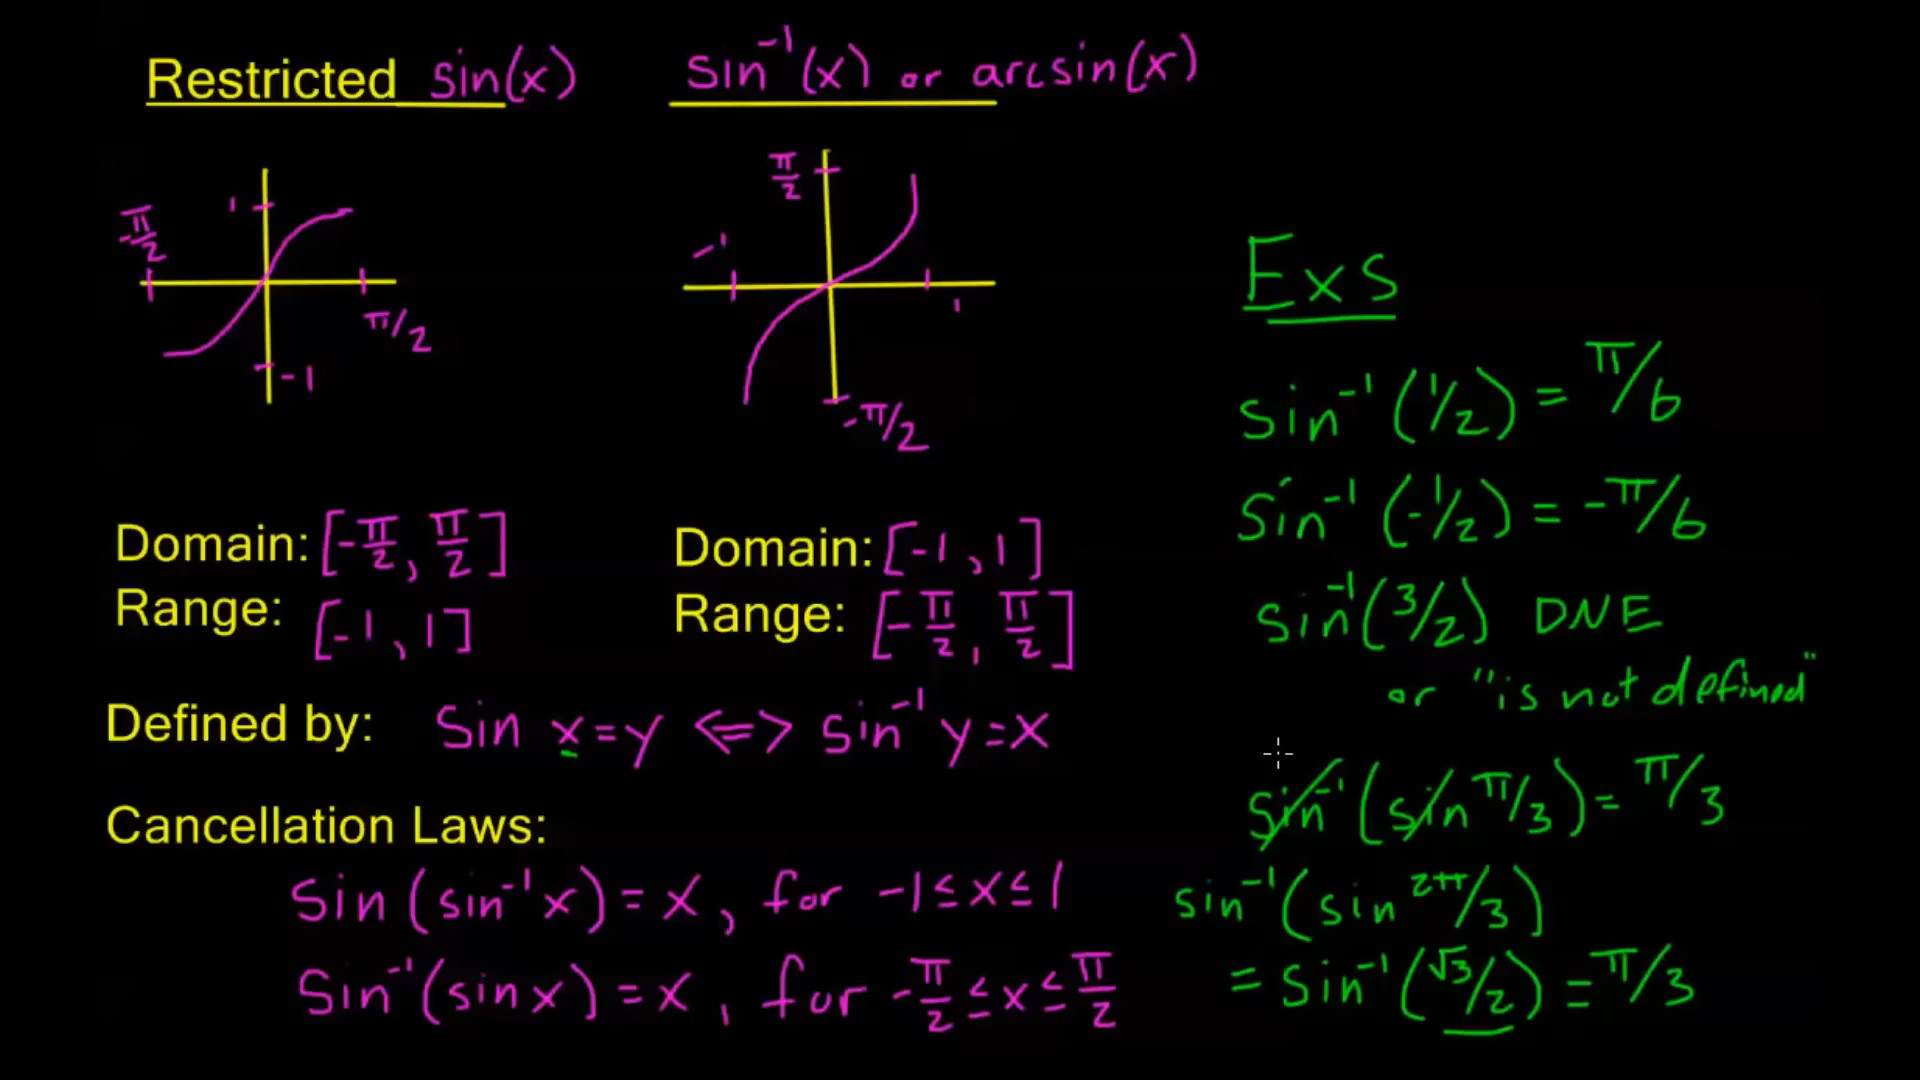 Restricted sin(x)
sin⁻¹(x) or arcsin(x)
-π/2
1
π/2
-1
π/2
-1
1
-π/2
Domain: [-π/2, π/2]
Range: [-1, 1]
Domain: [-1, 1]
Range: [-π/2, π/2]
Defined by: Sin x = y <=> sin⁻¹ y = x
Cancellation Laws:
Sin(sin⁻¹x) = x, for -1 ≤ x ≤ 1
Sin⁻¹(sin x) = x, for -π/2 ≤ x ≤ π/2
Exs
sin⁻¹(1/2) = π/6
Sin⁻¹(-1/2) = -π/6
sin⁻¹(3/2) DNE
or "is not defined"
sin⁻¹(sin π/3) = π/3
sin⁻¹(sin 2π/3)
= sin⁻¹(√3/2) = π/3